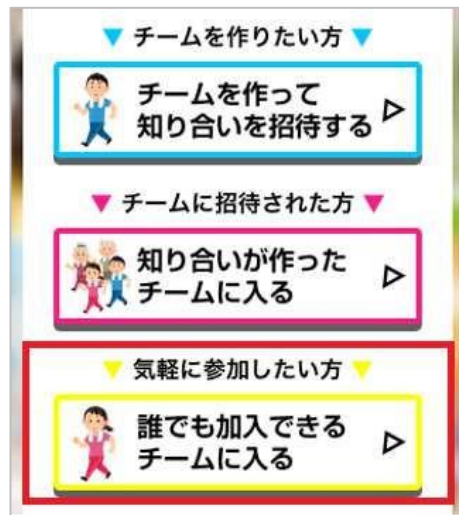 ▼ チームを作りたい方 ▼
チームを作って
知り合いを招待する
▼ チームに招待された方 ▼
知り合いが作った
チームに入る
▼ 気軽に参加したい方 ▼
誰でも加入できる
チームに入る